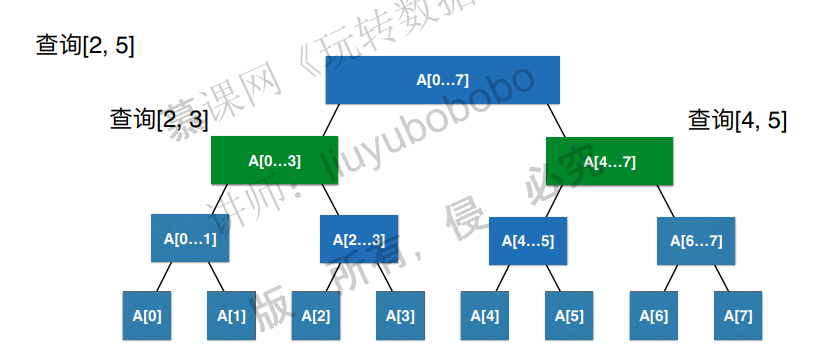 查询[2, 5]
A[0...7]
查询[2, 3]
查询[4, 5]
A[0...3]
A[4...7]
A[0...1]
A[2...3]
A[4...5]
A[6...7]
A[0]
A[1]
A[2]
A[3]
A[4]
A[5]
A[6]
A[7]
慕课网《玩转数据
讲师：liuyubobobo
版 所有，侵 必究